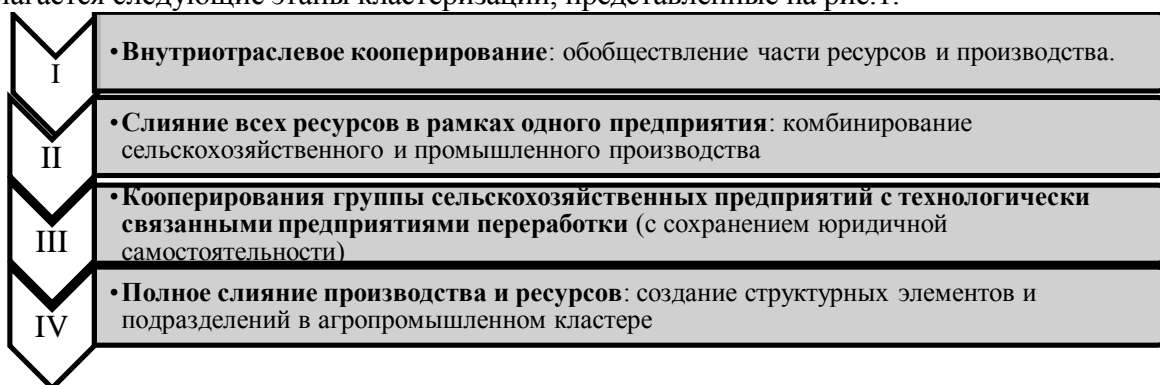 следующие этапы кластеризации, представленные на рис.1.
I
•Внутриотраслевое кооперирование: обобществление части ресурсов и производства.
II
•Слияние всех ресурсов в рамках одного предприятия: комбинирование
сельскохозяйственного и промышленного производства
III
•Кооперирования группы сельскохозяйственных предприятий с технологически
связанными предприятиями переработки (с сохранением юридичной
самостоятельности)
IV
•Полное слияние производства и ресурсов: создание структурных элементов и
подразделений в агропромышленном кластере